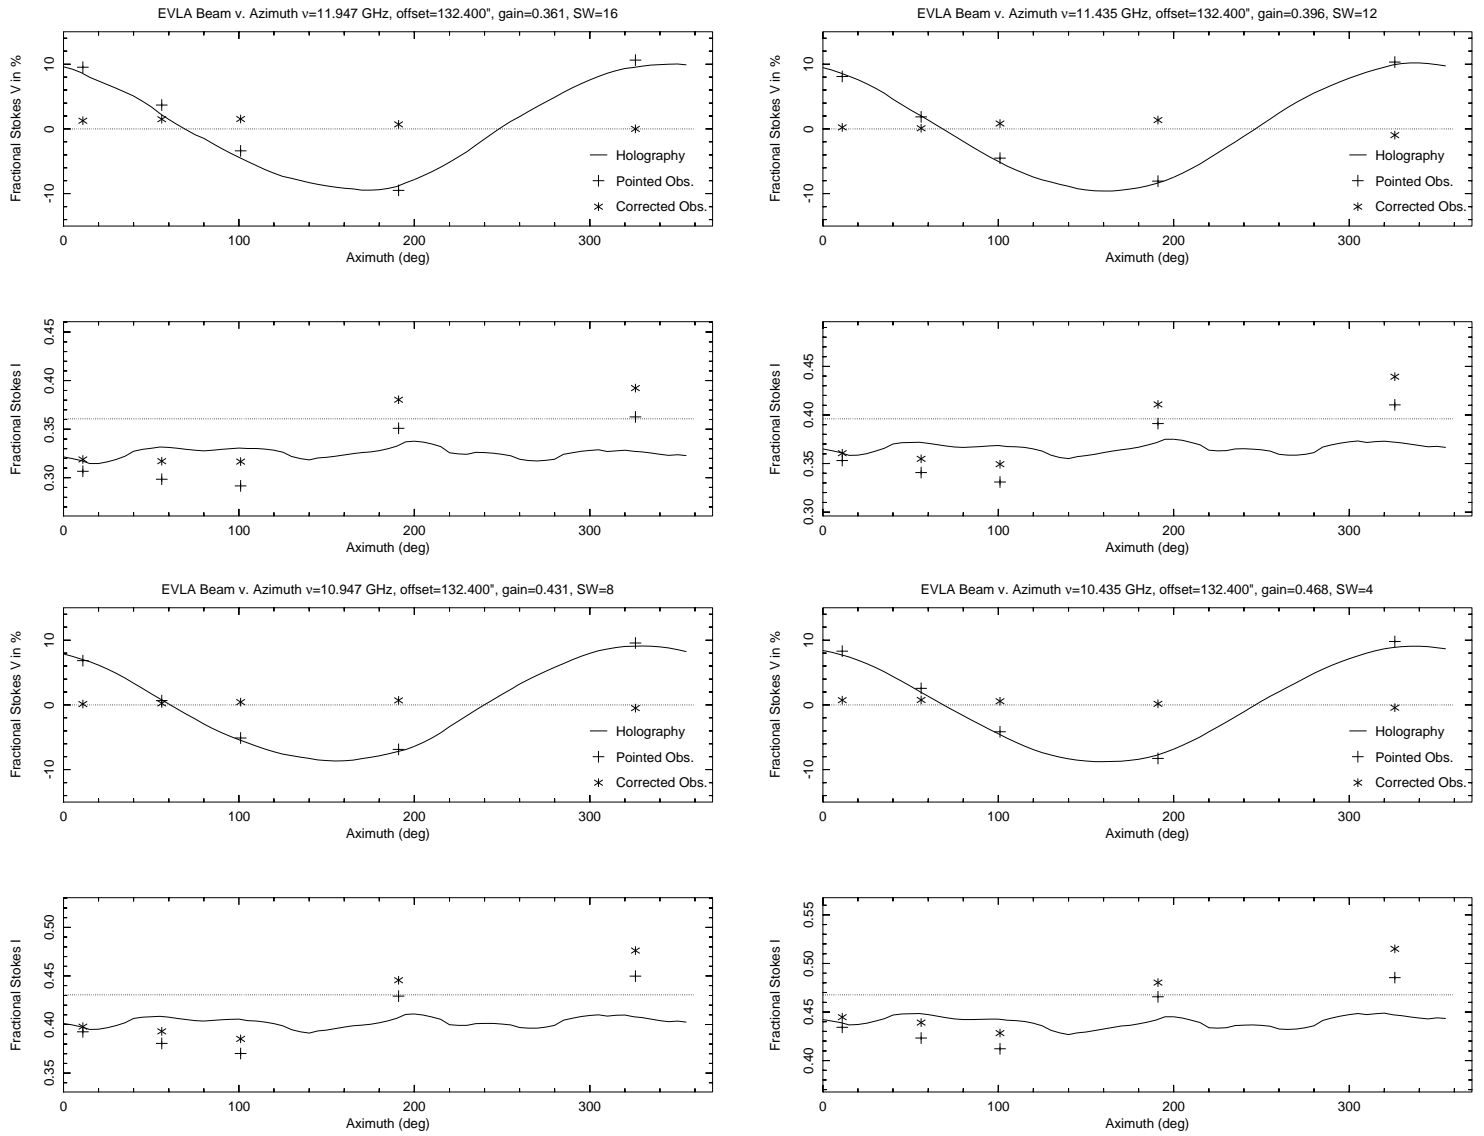 EVLA Beam v. Azimuth ν=11.947 GHz, offset=132.400", gain=0.361, SW=16
Fractional Stokes V in %
10
0
-10
Holography
Pointed Obs.
Corrected Obs.
0 100 200 300
Azimuth (deg)
Fractional Stokes I
0.45
0.40
0.35
0.30
0 100 200 300
Azimuth (deg)
EVLA Beam v. Azimuth ν=11.435 GHz, offset=132.400", gain=0.396, SW=12
Fractional Stokes V in %
10
0
-10
Holography
Pointed Obs.
Corrected Obs.
0 100 200 300
Azimuth (deg)
Fractional Stokes I
0.45
0.40
0.35
0.30
0 100 200 300
Azimuth (deg)
EVLA Beam v. Azimuth ν=10.947 GHz, offset=132.400", gain=0.431, SW=8
Fractional Stokes V in %
10
0
-10
Holography
Pointed Obs.
Corrected Obs.
0 100 200 300
Azimuth (deg)
Fractional Stokes I
0.50
0.45
0.40
0.35
0 100 200 300
Azimuth (deg)
EVLA Beam v. Azimuth ν=10.435 GHz, offset=132.400", gain=0.468, SW=4
Fractional Stokes V in %
10
0
-10
Holography
Pointed Obs.
Corrected Obs.
0 100 200 300
Azimuth (deg)
Fractional Stokes I
0.55
0.50
0.45
0.40
0 100 200 300
Azimuth (deg)